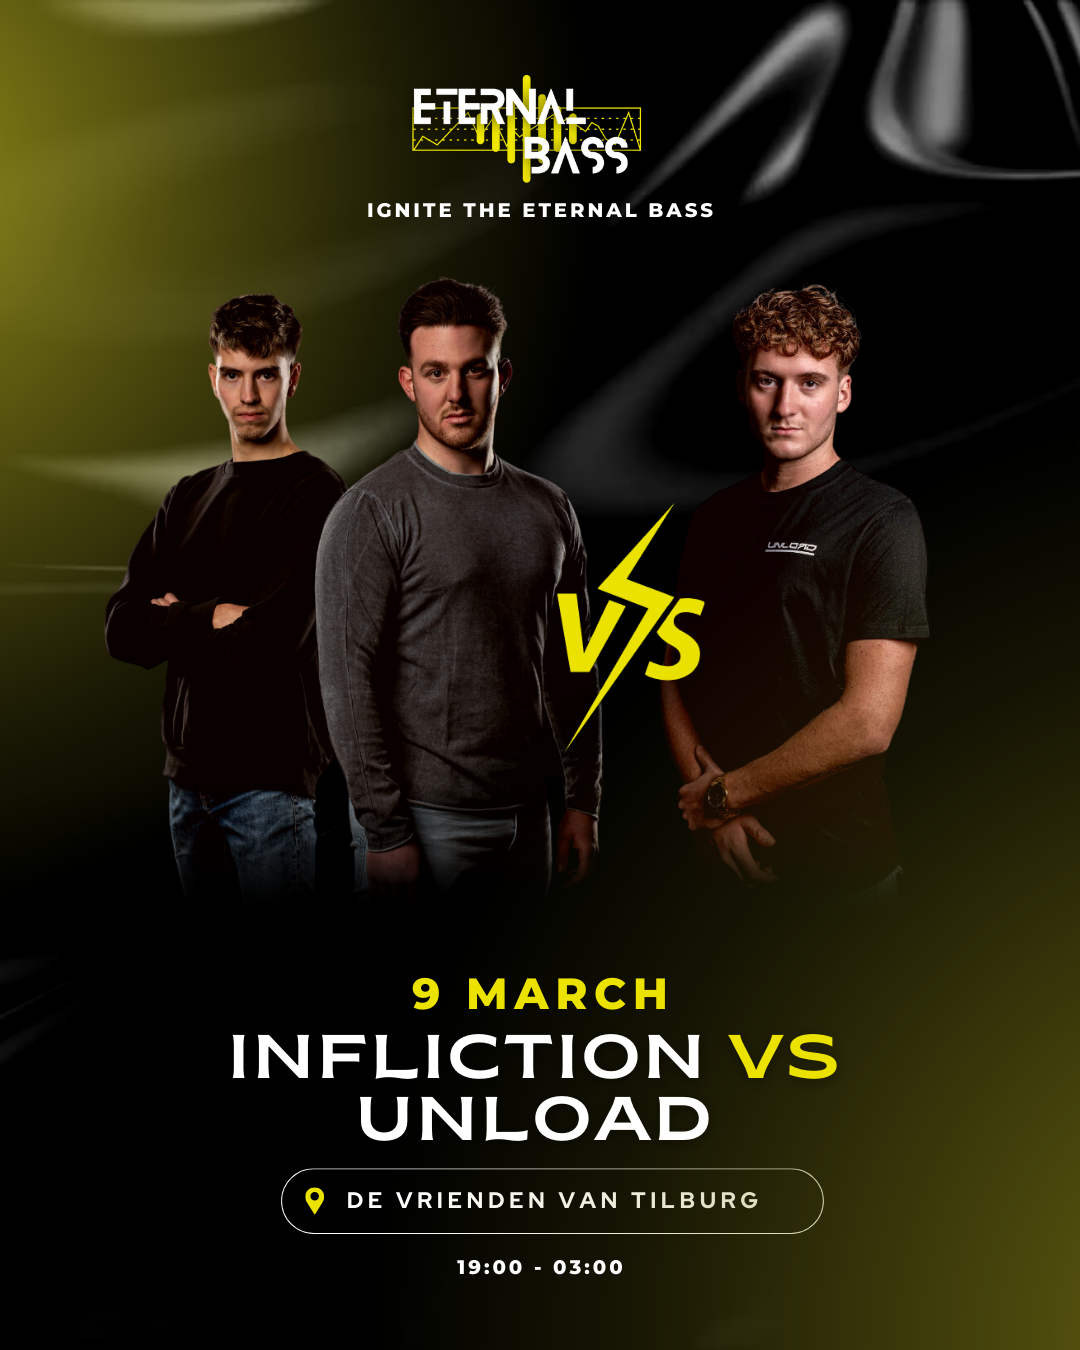 ETERNAL
BASS
IGNITE THE ETERNAL BASS
UNLOAD
VS
9 MARCH
INFLICTION VS
UNLOAD
DE VRIENDEN VAN TILBURG
19:00 - 03:00